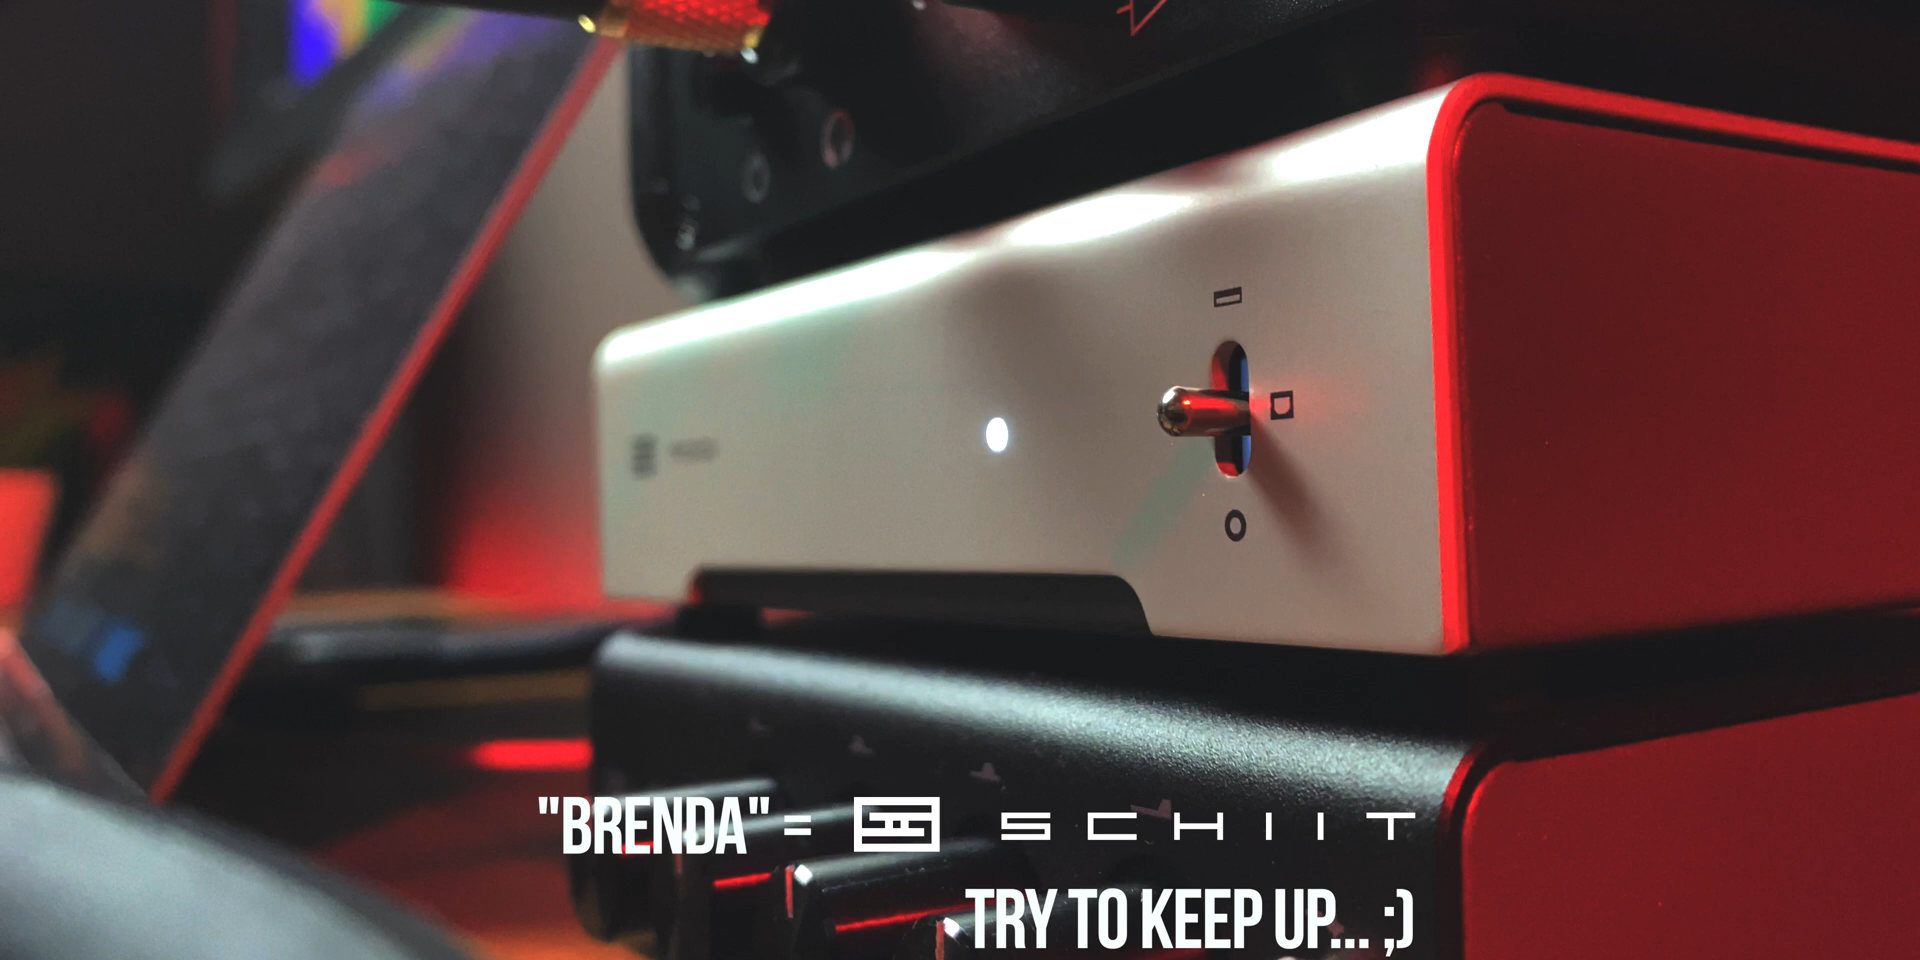 "BRENDA" = SCHIIT
TRY TO KEEP UP... ;)